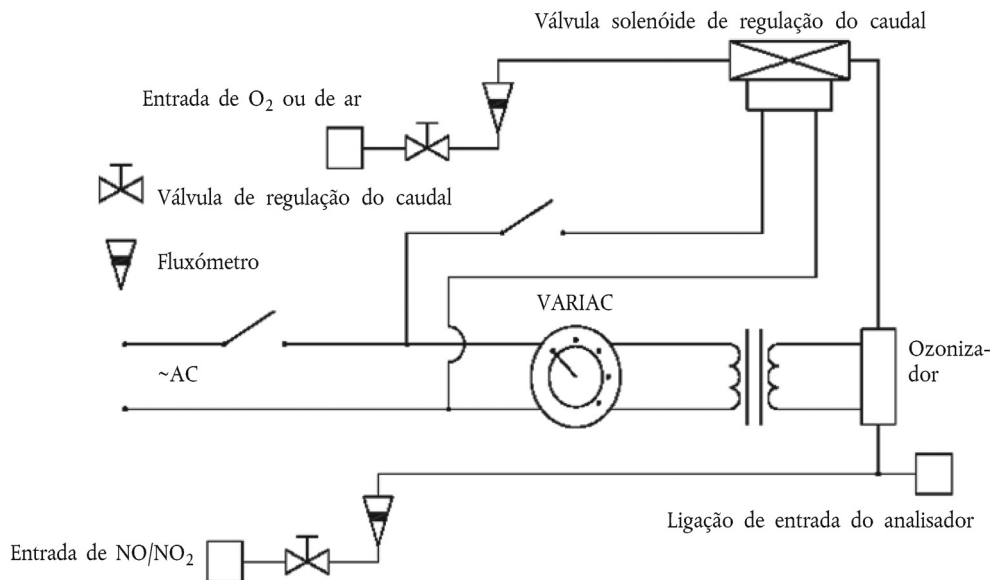 Válvula solenóide de regulação do caudal
Entrada de O2 ou de ar
Válvula de regulação do caudal
Fluxómetro
VARIAC
~AC
Ozoniza-
dor
Ligação de entrada do analisador
Entrada de NO/NO2